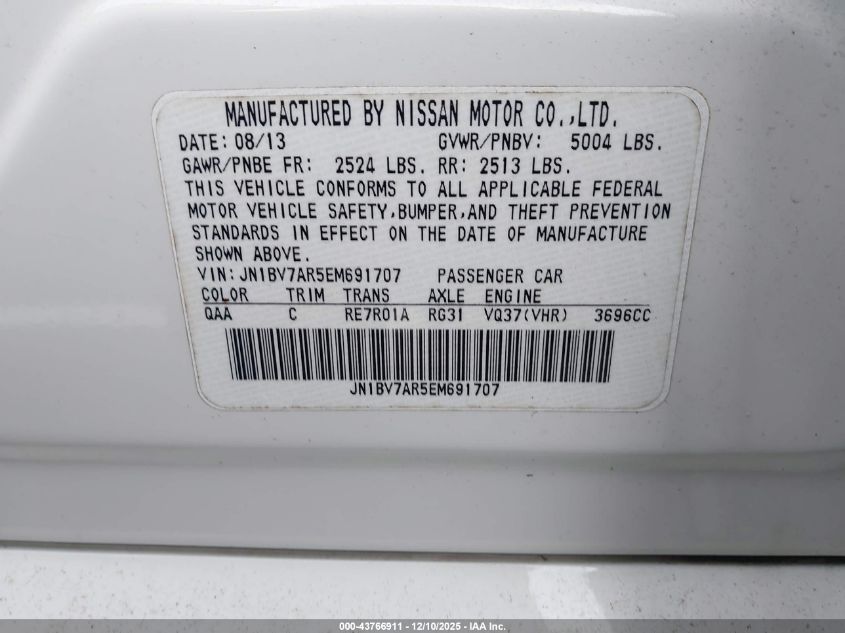 MANUFACTURED BY NISSAN MOTOR CO.,LTD.
DATE: 08/13 GVWR/PNBV: 5004 LBS.
GAWR/PNBE FR: 2524 LBS. RR: 2513 LBS.
THIS VEHICLE CONFORMS TO ALL APPLICABLE FEDERAL
MOTOR VEHICLE SAFETY,BUMPER,AND THEFT PREVENTION
STANDARDS IN EFFECT ON THE DATE OF MANUFACTURE
SHOWN ABOVE.
VIN:JN1BV7AR5EM691707 PASSENGER CAR
COLOR TRIM TRANS AXLE ENGINE
QAA C RE7R01A RG31 VQ37(VHR) 3696CC
JN1BV7AR5EM691707
000-43766911 - 12/10/2025 - IAA Inc.